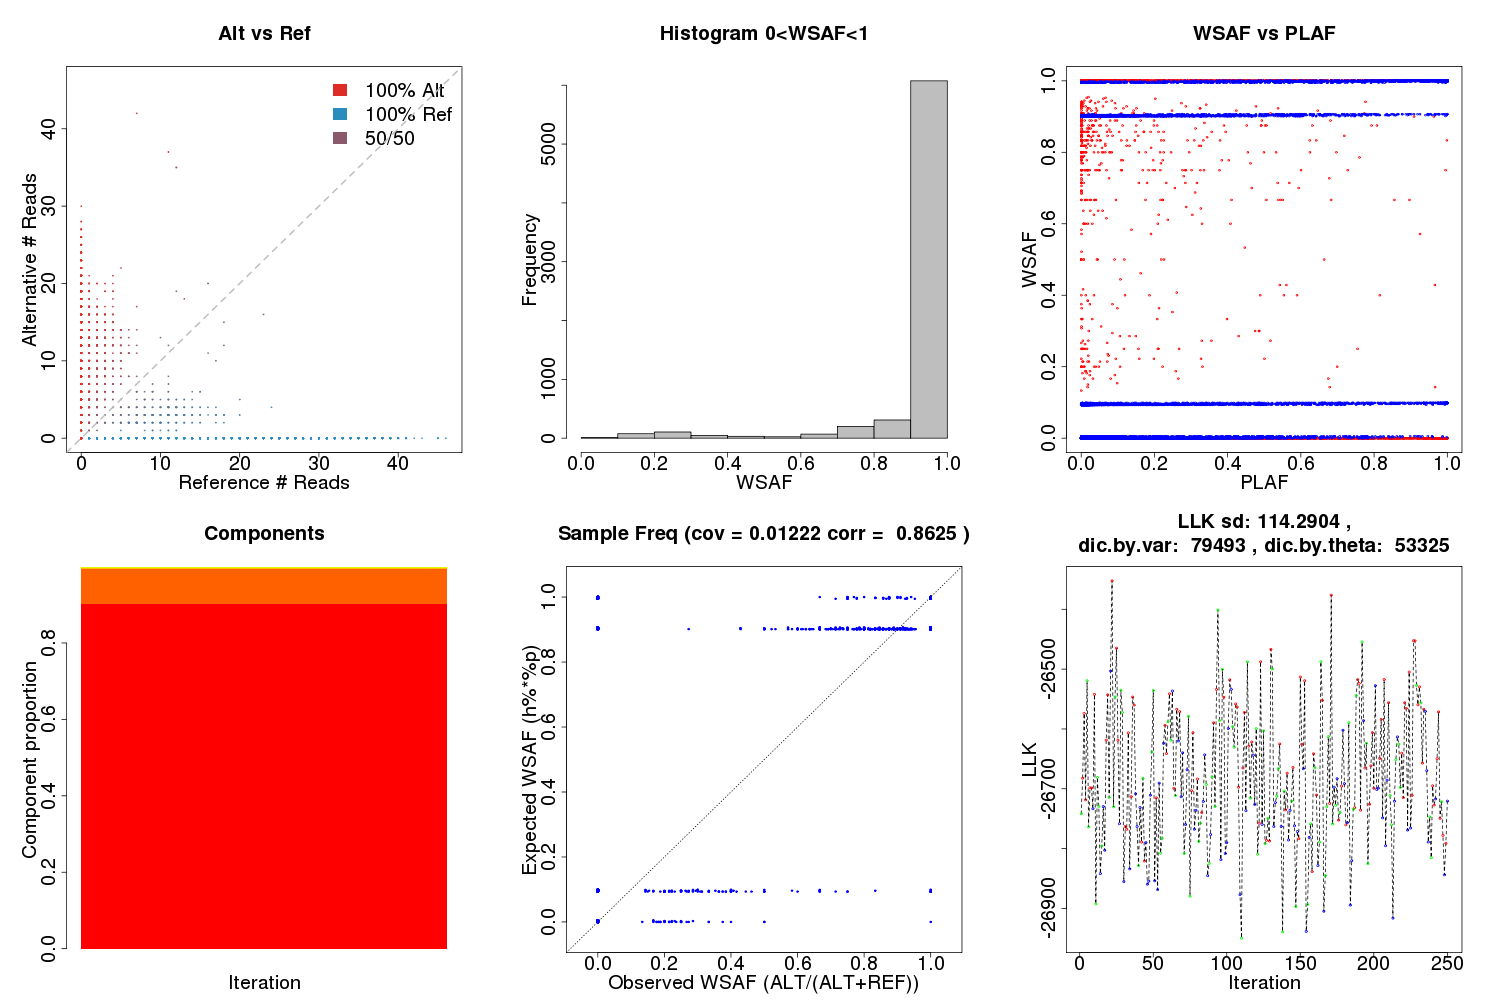 Alt vs Ref
Alternative # Reads
0 10 20 30 40
100% Alt
100% Ref
50/50
0 10 20 30 40
Reference # Reads
Histogram 0<WSAF<1
Frequency
0 1000 3000 5000
0.0 0.2 0.4 0.6 0.8 1.0
WSAF
WSAF vs PLAF
WSAF
0.0 0.2 0.4 0.6 0.8 1.0
0.0 0.2 0.4 0.6 0.8 1.0
PLAF
Components
Component proportion
0.0 0.2 0.4 0.6 0.8
Iteration
Sample Freq (cov = 0.01222 corr = 0.8625 )
Expected WSAF (h%*%p)
0.0 0.2 0.4 0.6 0.8 1.0
0.0 0.2 0.4 0.6 0.8 1.0
Observed WSAF (ALT/(ALT+REF))
LLK sd: 114.2904 ,
dic.by.var: 79493 , dic.by.theta: 53325
LLK
-26900 -26700 -26500
0 50 100 150 200 250
Iteration